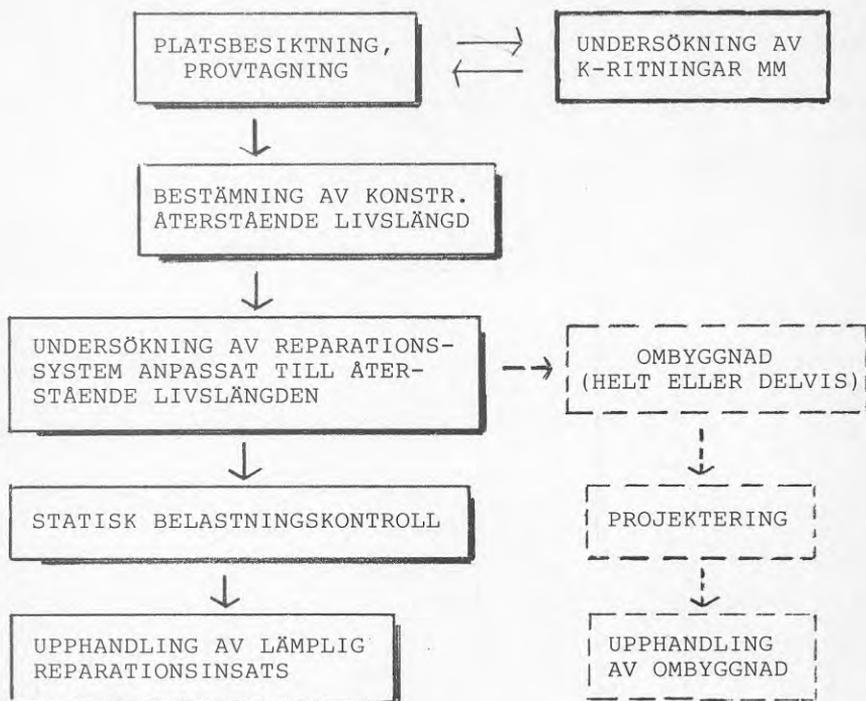 PLATSBESIKTNING,
PROVTAGNING
UNDERSÖKNING AV
K-RITNINGAR MM
BESTÄMNING AV KONSTR.
ÅTERSTÅENDE LIVSLÄNGD
UNDERSÖKNING AV REPARATIONS-
SYSTEM ANPASSAT TILL ÅTER-
STÅENDE LIVSLÄNGDEN
OMBYGGNAD
(HELT ELLER DELVIS)
STATISK BELASTNINGSKONTROLL
PROJEKTERING
UPPHANDLING AV LÄMPLIG
REPARATIONSINSATS
UPPHANDLING
AV OMBYGGNAD